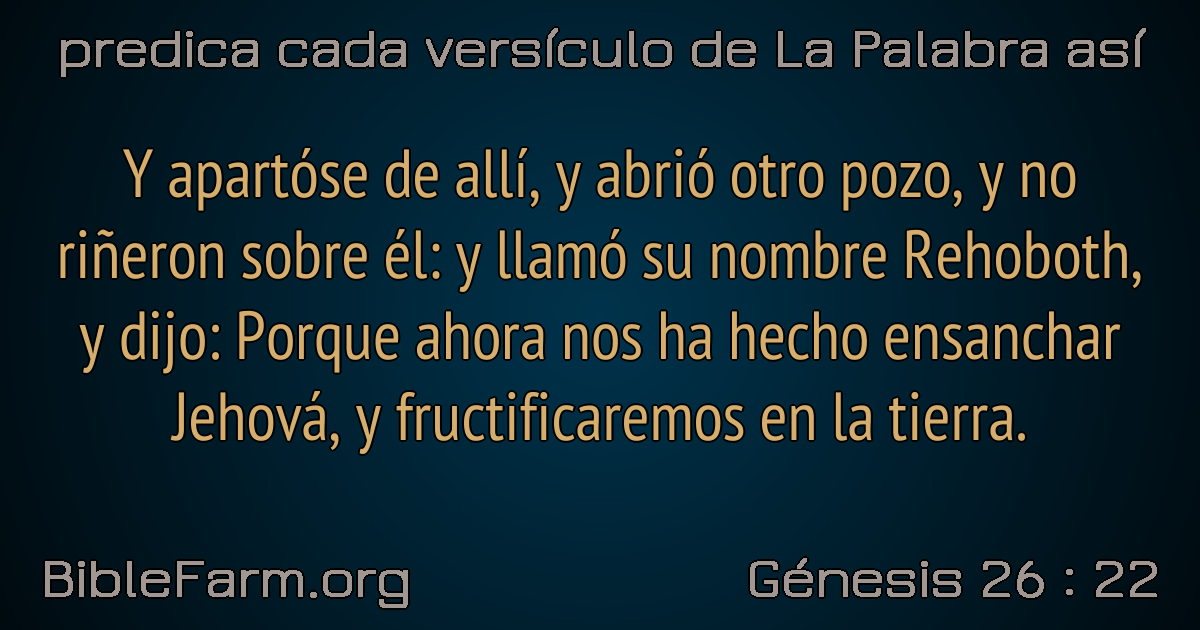 predica cada versículo de La Palabra así
Y apartóse de allí, y abrió otro pozo, y no
riñeron sobre él: y llamó su nombre Rehoboth,
y dijo: Porque ahora nos ha hecho ensanchar
Jehová, y fructificaremos en la tierra.
BibleFarm.org
Génesis 26 : 22